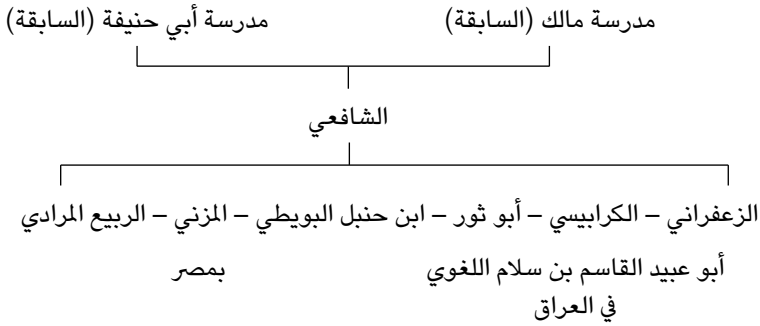 مدرسة مالك (السابقة) مدرسة أبي حنيفة (السابقة)
الشافعي
الزعفراني – الكرابيسي – أبو ثور – ابن حنبل البويطي – المزني – الربيع المرادي
أبو عبيد القاسم بن سلام اللغوي بمصر
في العراق